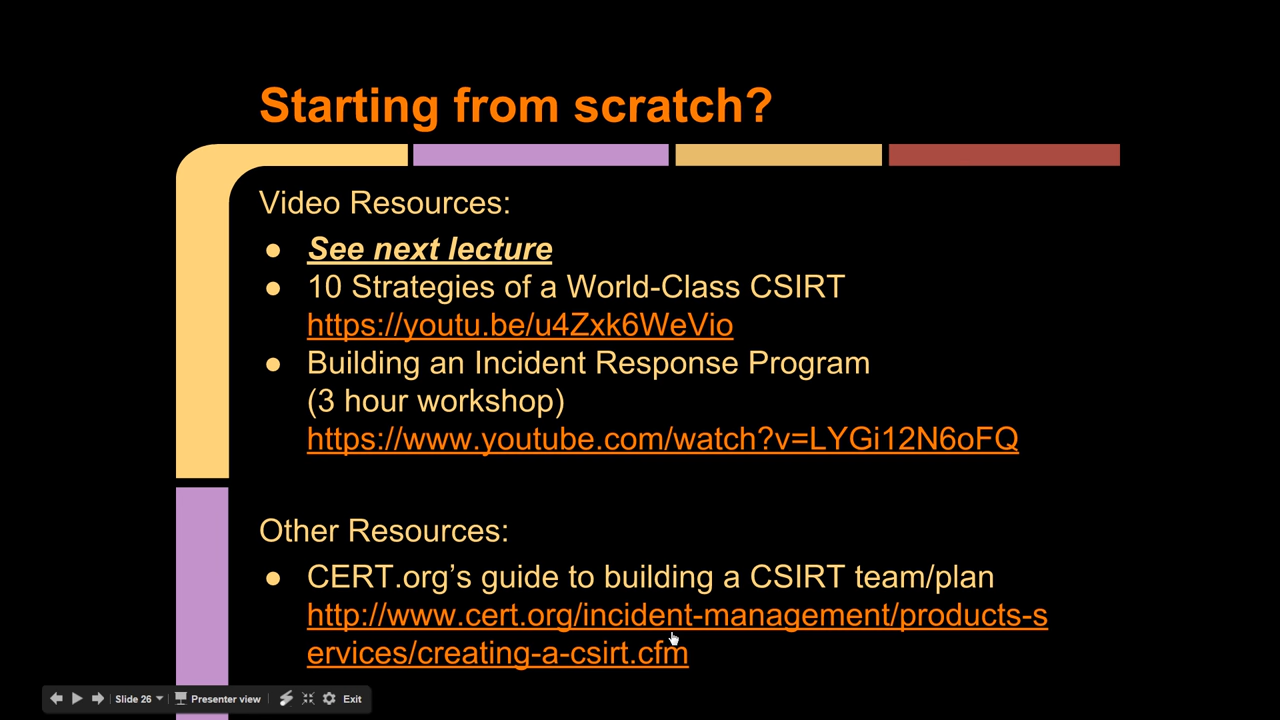 Starting from scratch?
Video Resources:
● See next lecture
● 10 Strategies of a World-Class CSIRT
https://youtu.be/u4Zxk6WeVio
● Building an Incident Response Program
(3 hour workshop)
https://www.youtube.com/watch?v=LYGi12N6oFQ
Other Resources:
● CERT.org’s guide to building a CSIRT team/plan
http://www.cert.org/incident-management/products-s
ervices/creating-a-csirt.cfm
Slide 26 Presenter view Exit